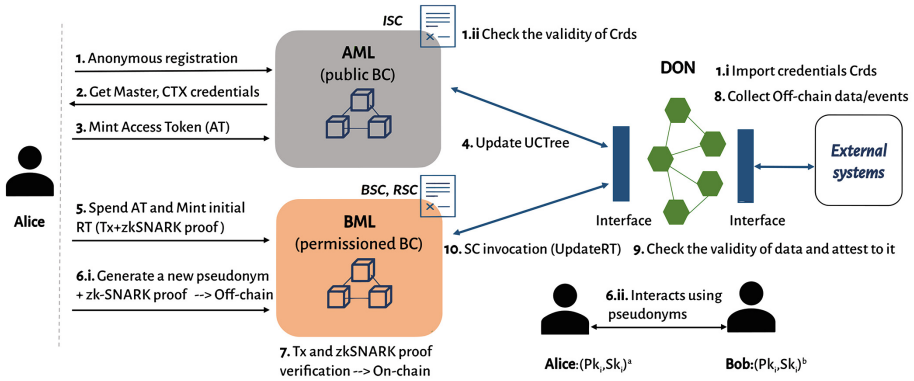 ISC
1. Anonymous registration
AML
(public BC)
1.ii Check the validity of Crds
DON
1.i Import credentials Crds
2. Get Master, CTX credentials
8. Collect Off-chain data/events
3. Mint Access Token (AT)
4. Update UCTree
External
systems
Alice
BSC, RSC
5. Spend AT and Mint initial
RT (Tx+zkSNARK proof)
BML
(permissioned BC)
Interface
Interface
10. SC invocation (UpdateRT)
9. Check the validity of data and attest to it
6.i. Generate a new pseudonym
+ zk-SNARK proof --> Off-chain
6.ii. Interacts using
pseudonyms
7. Tx and zkSNARK proof
verification --> On-chain
Alice:(Pkᵢ,Skᵢ)ᵃ
Bob:(Pkᵢ,Skᵢ)ᵇ